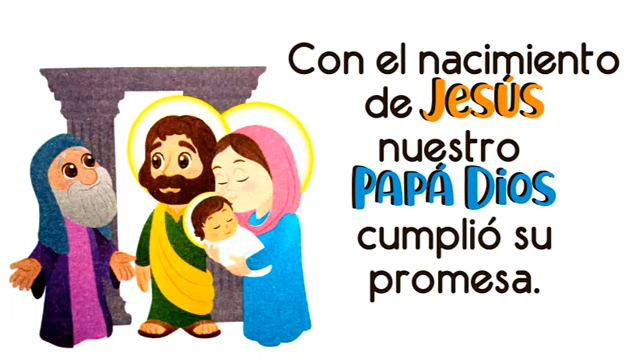 Con el nacimiento
de Jesús
nuestro
PAPÁ Dios
cumplió su
promesa.